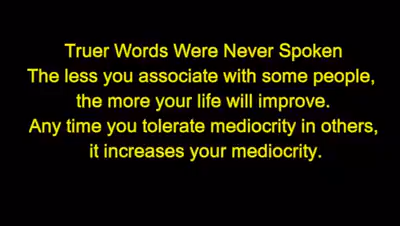 Truer Words Were Never Spoken
The less you associate with some people,
the more your life will improve.
Any time you tolerate mediocrity in others,
it increases your mediocrity.